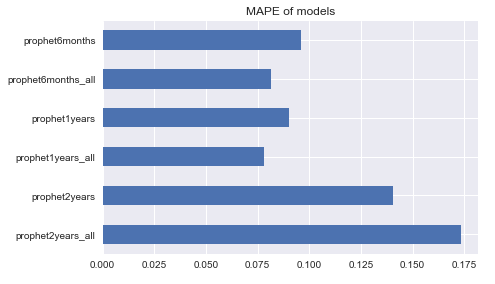 MAPE of models
prophet6months
prophet6months_all
prophet1years
prophet1years_all
prophet2years
prophet2years_all
0.000 0.025 0.050 0.075 0.100 0.125 0.150 0.175